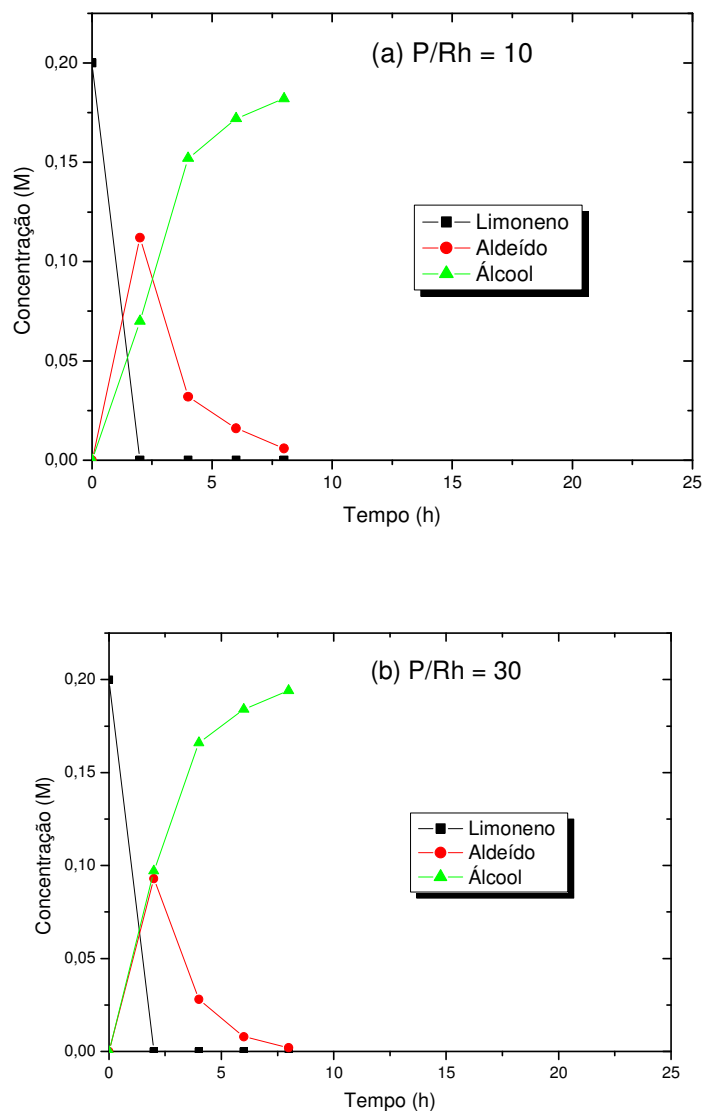 (a) P/Rh = 10
0,20
0,15
0,10
0,05
0,00
Concentração (M)
Limoneno
Aldeído
Álcool
0 5 10 15 20 25
Tempo (h)
(b) P/Rh = 30
0,20
0,15
0,10
0,05
0,00
Concentração (M)
Limoneno
Aldeído
Álcool
0 5 10 15 20 25
Tempo (h)